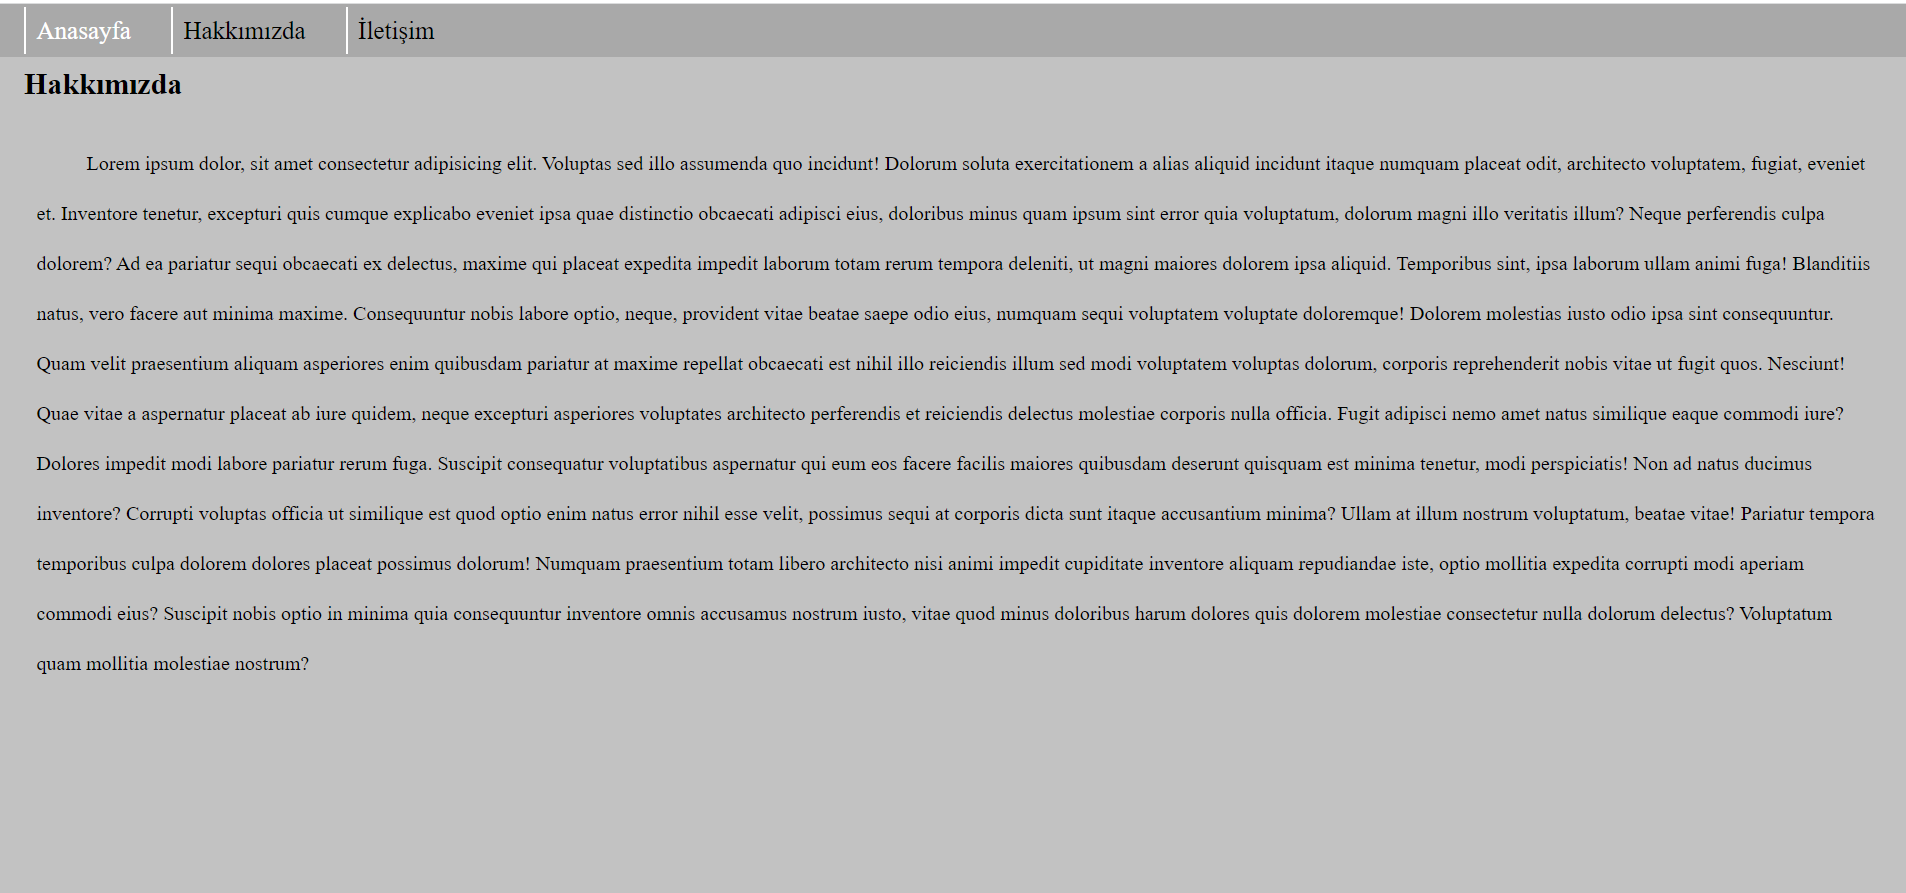 Anasayfa Hakkımızda İletişim
Hakkımızda
Lorem ipsum dolor, sit amet consectetur adipisicing elit. Voluptas sed illo assumenda quo incidunt! Dolorum soluta exercitationem a alias aliquid incidunt itaque numquam placeat odit, architecto voluptatem, fugiat, eveniet
et. Inventore tenetur, excepturi quis cumque explicabo eveniet ipsa quae distinctio obcaecati adipisci eius, doloribus minus quam ipsum sint error quia voluptatum, dolorum magni illo veritatis illum? Neque perferendis culpa
dolorem? Ad ea pariatur sequi obcaecati ex delectus, maxime qui placeat expedita impedit laborum totam rerum tempora deleniti, ut magni maiores dolorem ipsa aliquid. Temporibus sint, ipsa laborum ullam animi fuga! Blanditiis
natus, vero facere aut minima maxime. Consequuntur nobis labore optio, neque, provident vitae beatae saepe odio eius, numquam sequi voluptatem voluptate doloremque! Dolorem molestias iusto odio ipsa sint consequuntur.
Quam velit praesentium aliquam asperiores enim quibusdam pariatur at maxime repellat obcaecati est nihil illo reiciendis illum sed modi voluptatem voluptas dolorum, corporis reprehenderit nobis vitae ut fugit quos. Nesciunt!
Quae vitae a aspernatur placeat ab iure quidem, neque excepturi asperiores voluptates architecto perferendis et reiciendis delectus molestiae corporis nulla officia. Fugit adipisci nemo amet natus similique eaque commodi iure?
Dolores impedit modi labore pariatur rerum fuga. Suscipit consequatur voluptatibus aspernatur qui eum eos facere facilis maiores quibusdam deserunt quisquam est minima tenetur, modi perspiciatis! Non ad natus ducimus
inventore? Corrupti voluptas officia ut similique est quod optio enim natus error nihil esse velit, possimus sequi at corporis dicta sunt itaque accusantium minima? Ullam at illum nostrum voluptatum, beatae vitae! Pariatur tempora
temporibus culpa dolorem dolores placeat possimus dolorum! Numquam praesentium totam libero architecto nisi animi impedit cupiditate inventore aliquam repudiandae iste, optio mollitia expedita corrupti modi aperiam
commodi eius? Suscipit nobis optio in minima quia consequuntur inventore omnis accusamus nostrum iusto, vitae quod minus doloribus harum dolores quis dolorem molestiae consectetur nulla dolorum delectus? Voluptatum
quam mollitia molestiae nostrum?